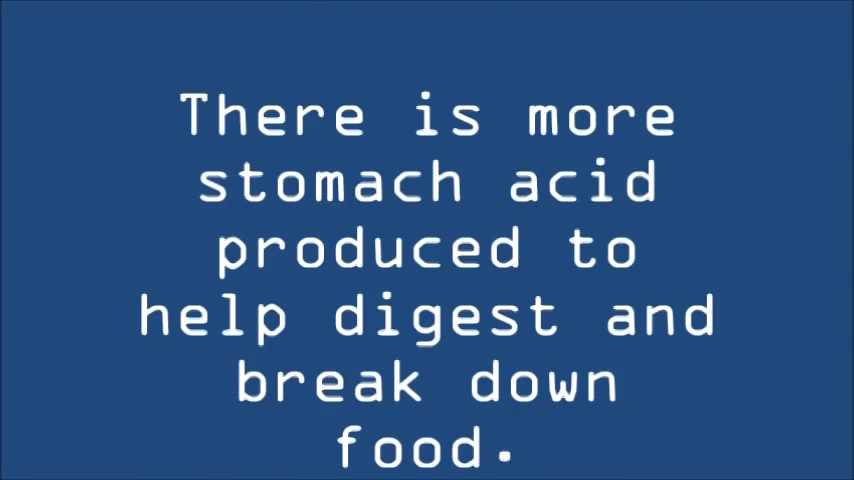 There is more
stomach acid
produced to
help digest and
break down
food.